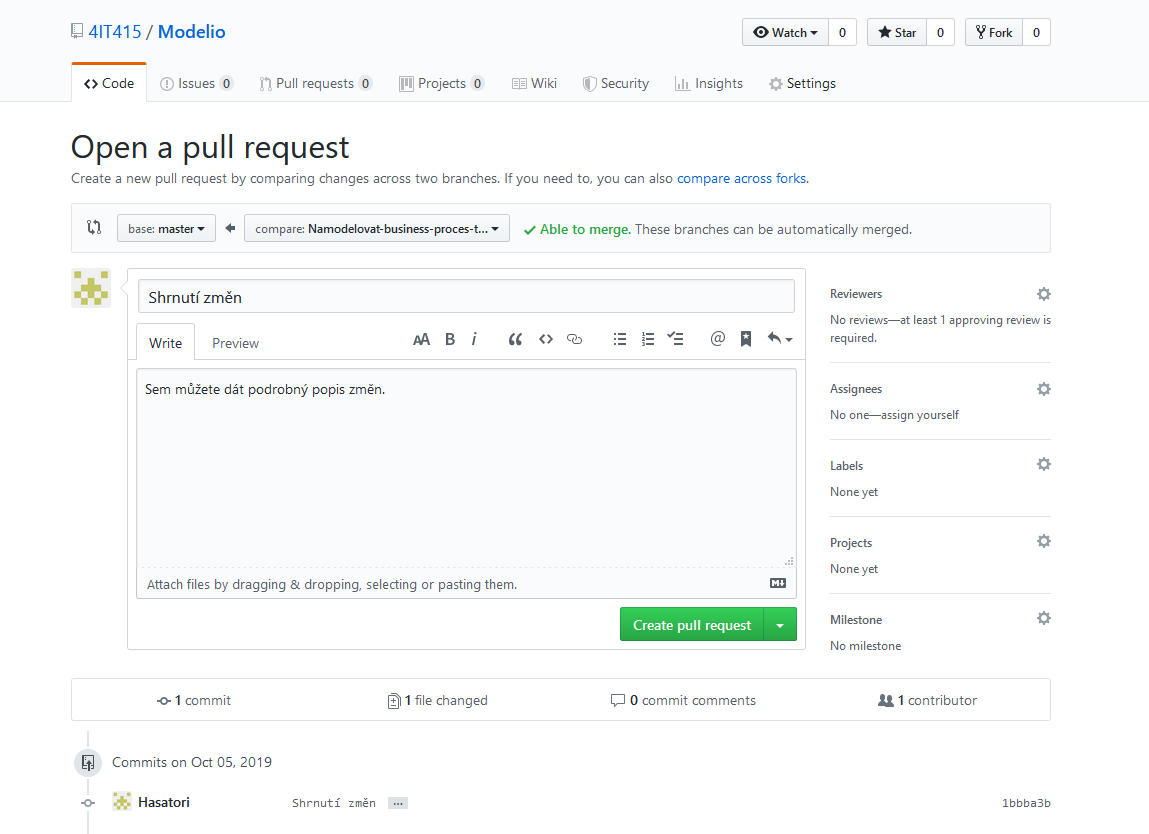 4IT415 / Modelio
Watch 0 Star 0 Fork 0
Code Issues 0 Pull requests 0 Projects 0 Wiki Security Insights Settings
Open a pull request
Create a new pull request by comparing changes across two branches. If you need to, you can also compare across forks.
base: master compare: Namodelovat-business-proces-t... Able to merge. These branches can be automatically merged.
Shrnutí změn
Write Preview AA B i @
Sem můžete dát podrobný popis změn.
Attach files by dragging & dropping, selecting or pasting them.
Create pull request
Reviewers
No reviews—at least 1 approving review is
required.
Assignees
No one—assign yourself
Labels
None yet
Projects
None yet
Milestone
No milestone
1 commit 1 file changed 0 commit comments 1 contributor
Commits on Oct 05, 2019
Hasatori Shrnutí změn ... 1bbba3b